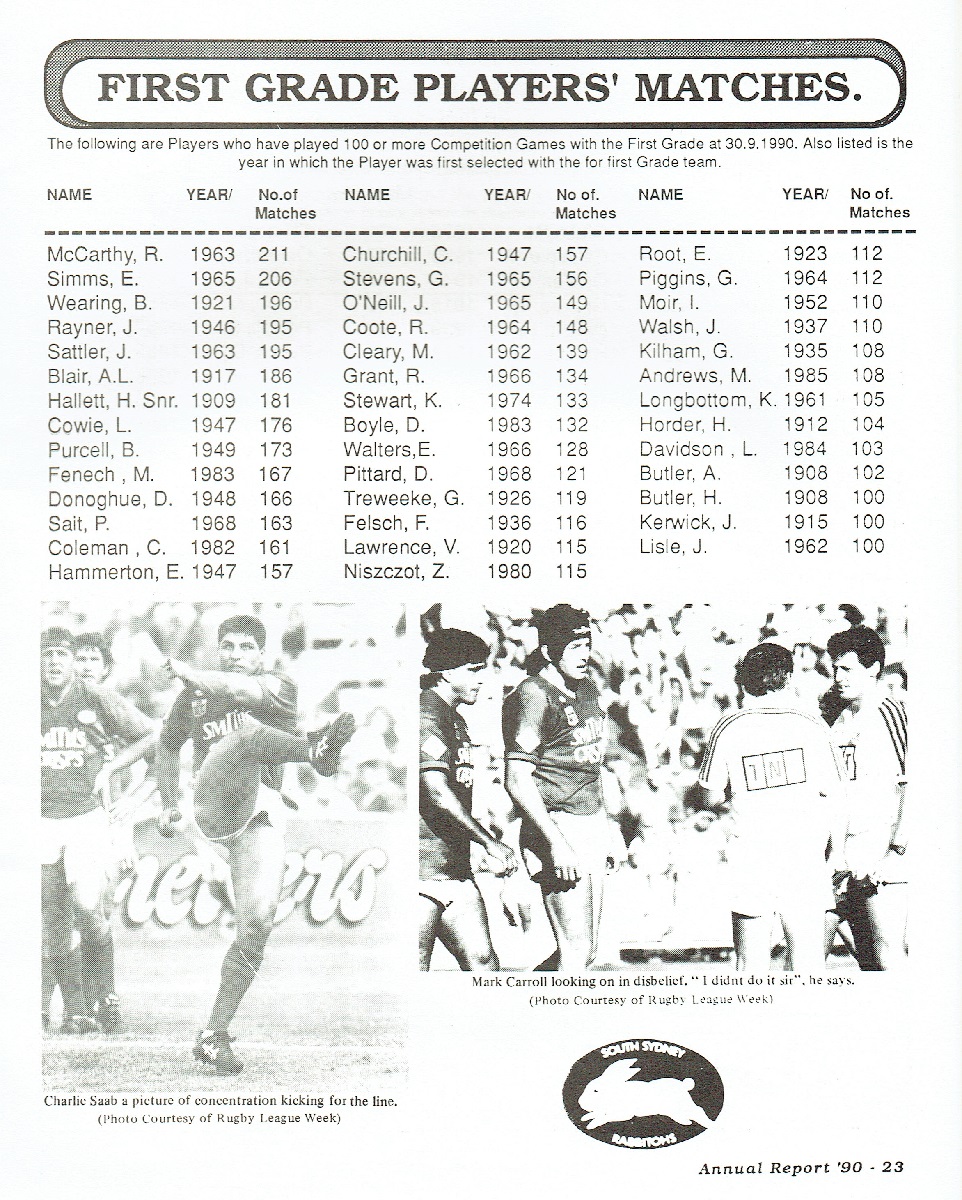 FIRST GRADE PLAYERS' MATCHES.
The following are Players who have played 100 or more Competition Games with the First Grade at 30.9.1990. Also listed is the
year in which the Player was first selected with the for first Grade team.
NAME YEAR/ No.of Matches NAME YEAR/ No of. Matches NAME YEAR/ No of. Matches
McCarthy, R. 1963 211 Churchill, C. 1947 157 Root, E. 1923 112
Simms, E. 1965 206 Stevens, G. 1965 156 Piggins, G. 1964 112
Wearing, B. 1921 196 O'Neill, J. 1965 149 Moir, I. 1952 110
Rayner, J. 1946 195 Coote, R. 1964 148 Walsh, J. 1937 110
Sattler, J. 1963 195 Cleary, M. 1962 139 Kilham, G. 1935 108
Blair, A.L. 1917 186 Grant, R. 1966 134 Andrews, M. 1985 108
Hallett, H. Snr. 1909 181 Stewart, K. 1974 133 Longbottom, K. 1961 105
Cowie, L. 1947 176 Boyle, D. 1983 132 Horder, H. 1912 104
Purcell, B. 1949 173 Walters,E. 1966 128 Davidson , L. 1984 103
Fenech , M. 1983 167 Pittard, D. 1968 121 Butler, A. 1908 102
Donoghue, D. 1948 166 Treweeke, G. 1926 119 Butler, H. 1908 100
Sait, P. 1968 163 Felsch, F. 1936 116 Kerwick, J. 1915 100
Coleman , C. 1982 161 Lawrence, V. 1920 115 Lisle, J. 1962 100
Hammerton, E. 1947 157 Niszczot, Z. 1980 115
SMITH'S
CRISPS
TN
Mark Carroll looking on in disbelief, “ I didnt do it sir”, he says.
(Photo Courtesy of Rugby League Week)
Charlie Saab a picture of concentration kicking for the line.
(Photo Courtesy of Rugby League Week)
SOUTH SYDNEY
RABBITOHS
Annual Report '90 - 23